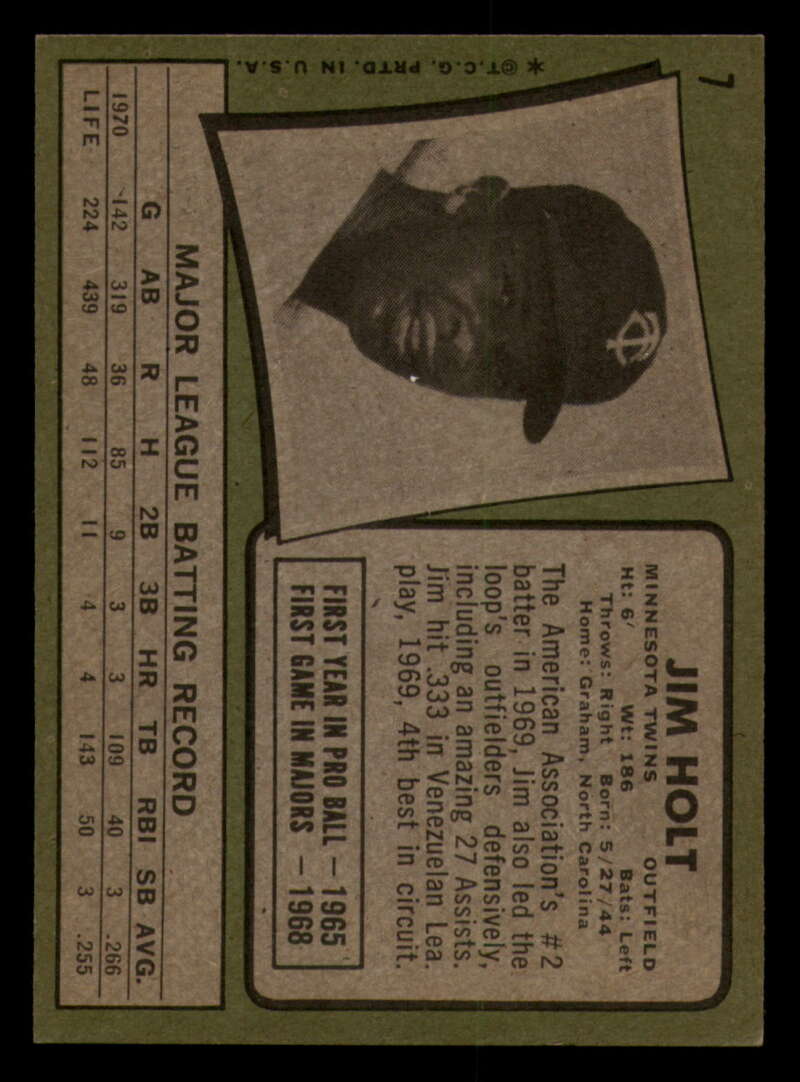 7
* ©T.C.G. PRTD. IN U.S.A.
TC
JIM HOLT
MINNESOTA TWINS OUTFIELD
Ht: 6' Wt: 186 Bats: Left
Throws: Right Born: 5/27/44
Home: Graham, North Carolina
The American Association's #2
batter in 1969, Jim also led the
loop's outfielders defensively,
including an amazing 27 Assists.
Jim hit .333 in Venezuelan Lea.
play, 1969, 4th best in circuit.
FIRST YEAR IN PRO BALL — 1965
FIRST GAME IN MAJORS — 1968
MAJOR LEAGUE BATTING RECORD
G AB R H 2B 3B HR TB RBI SB AVG.
1970 142 319 36 85 9 3 3 109 40 3 .266
LIFE 224 439 48 112 11 4 4 143 50 3 .255